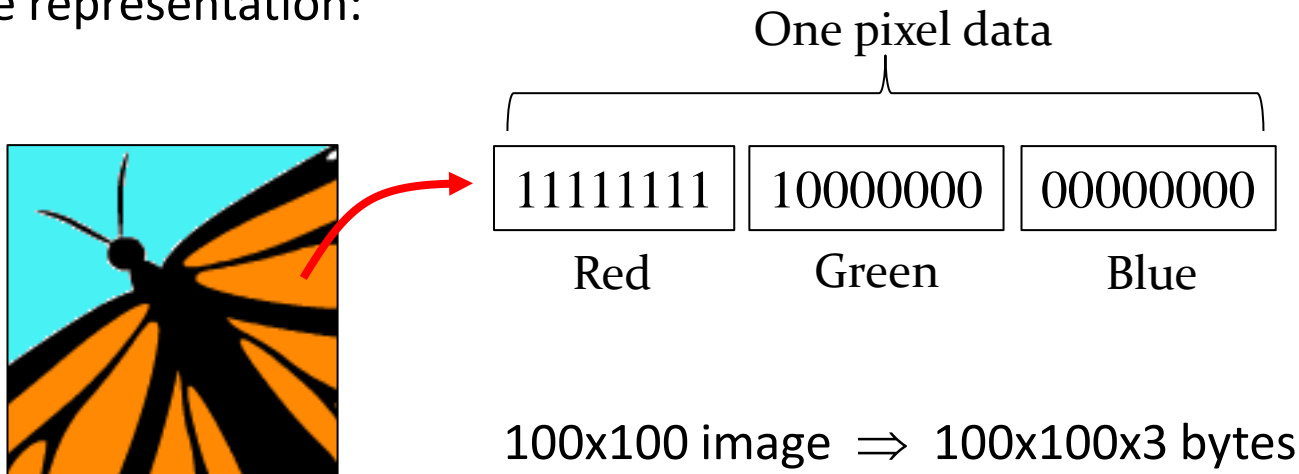 e representation:
One pixel data
11111111 10000000 00000000
Red Green Blue
100x100 image ⇒ 100x100x3 bytes